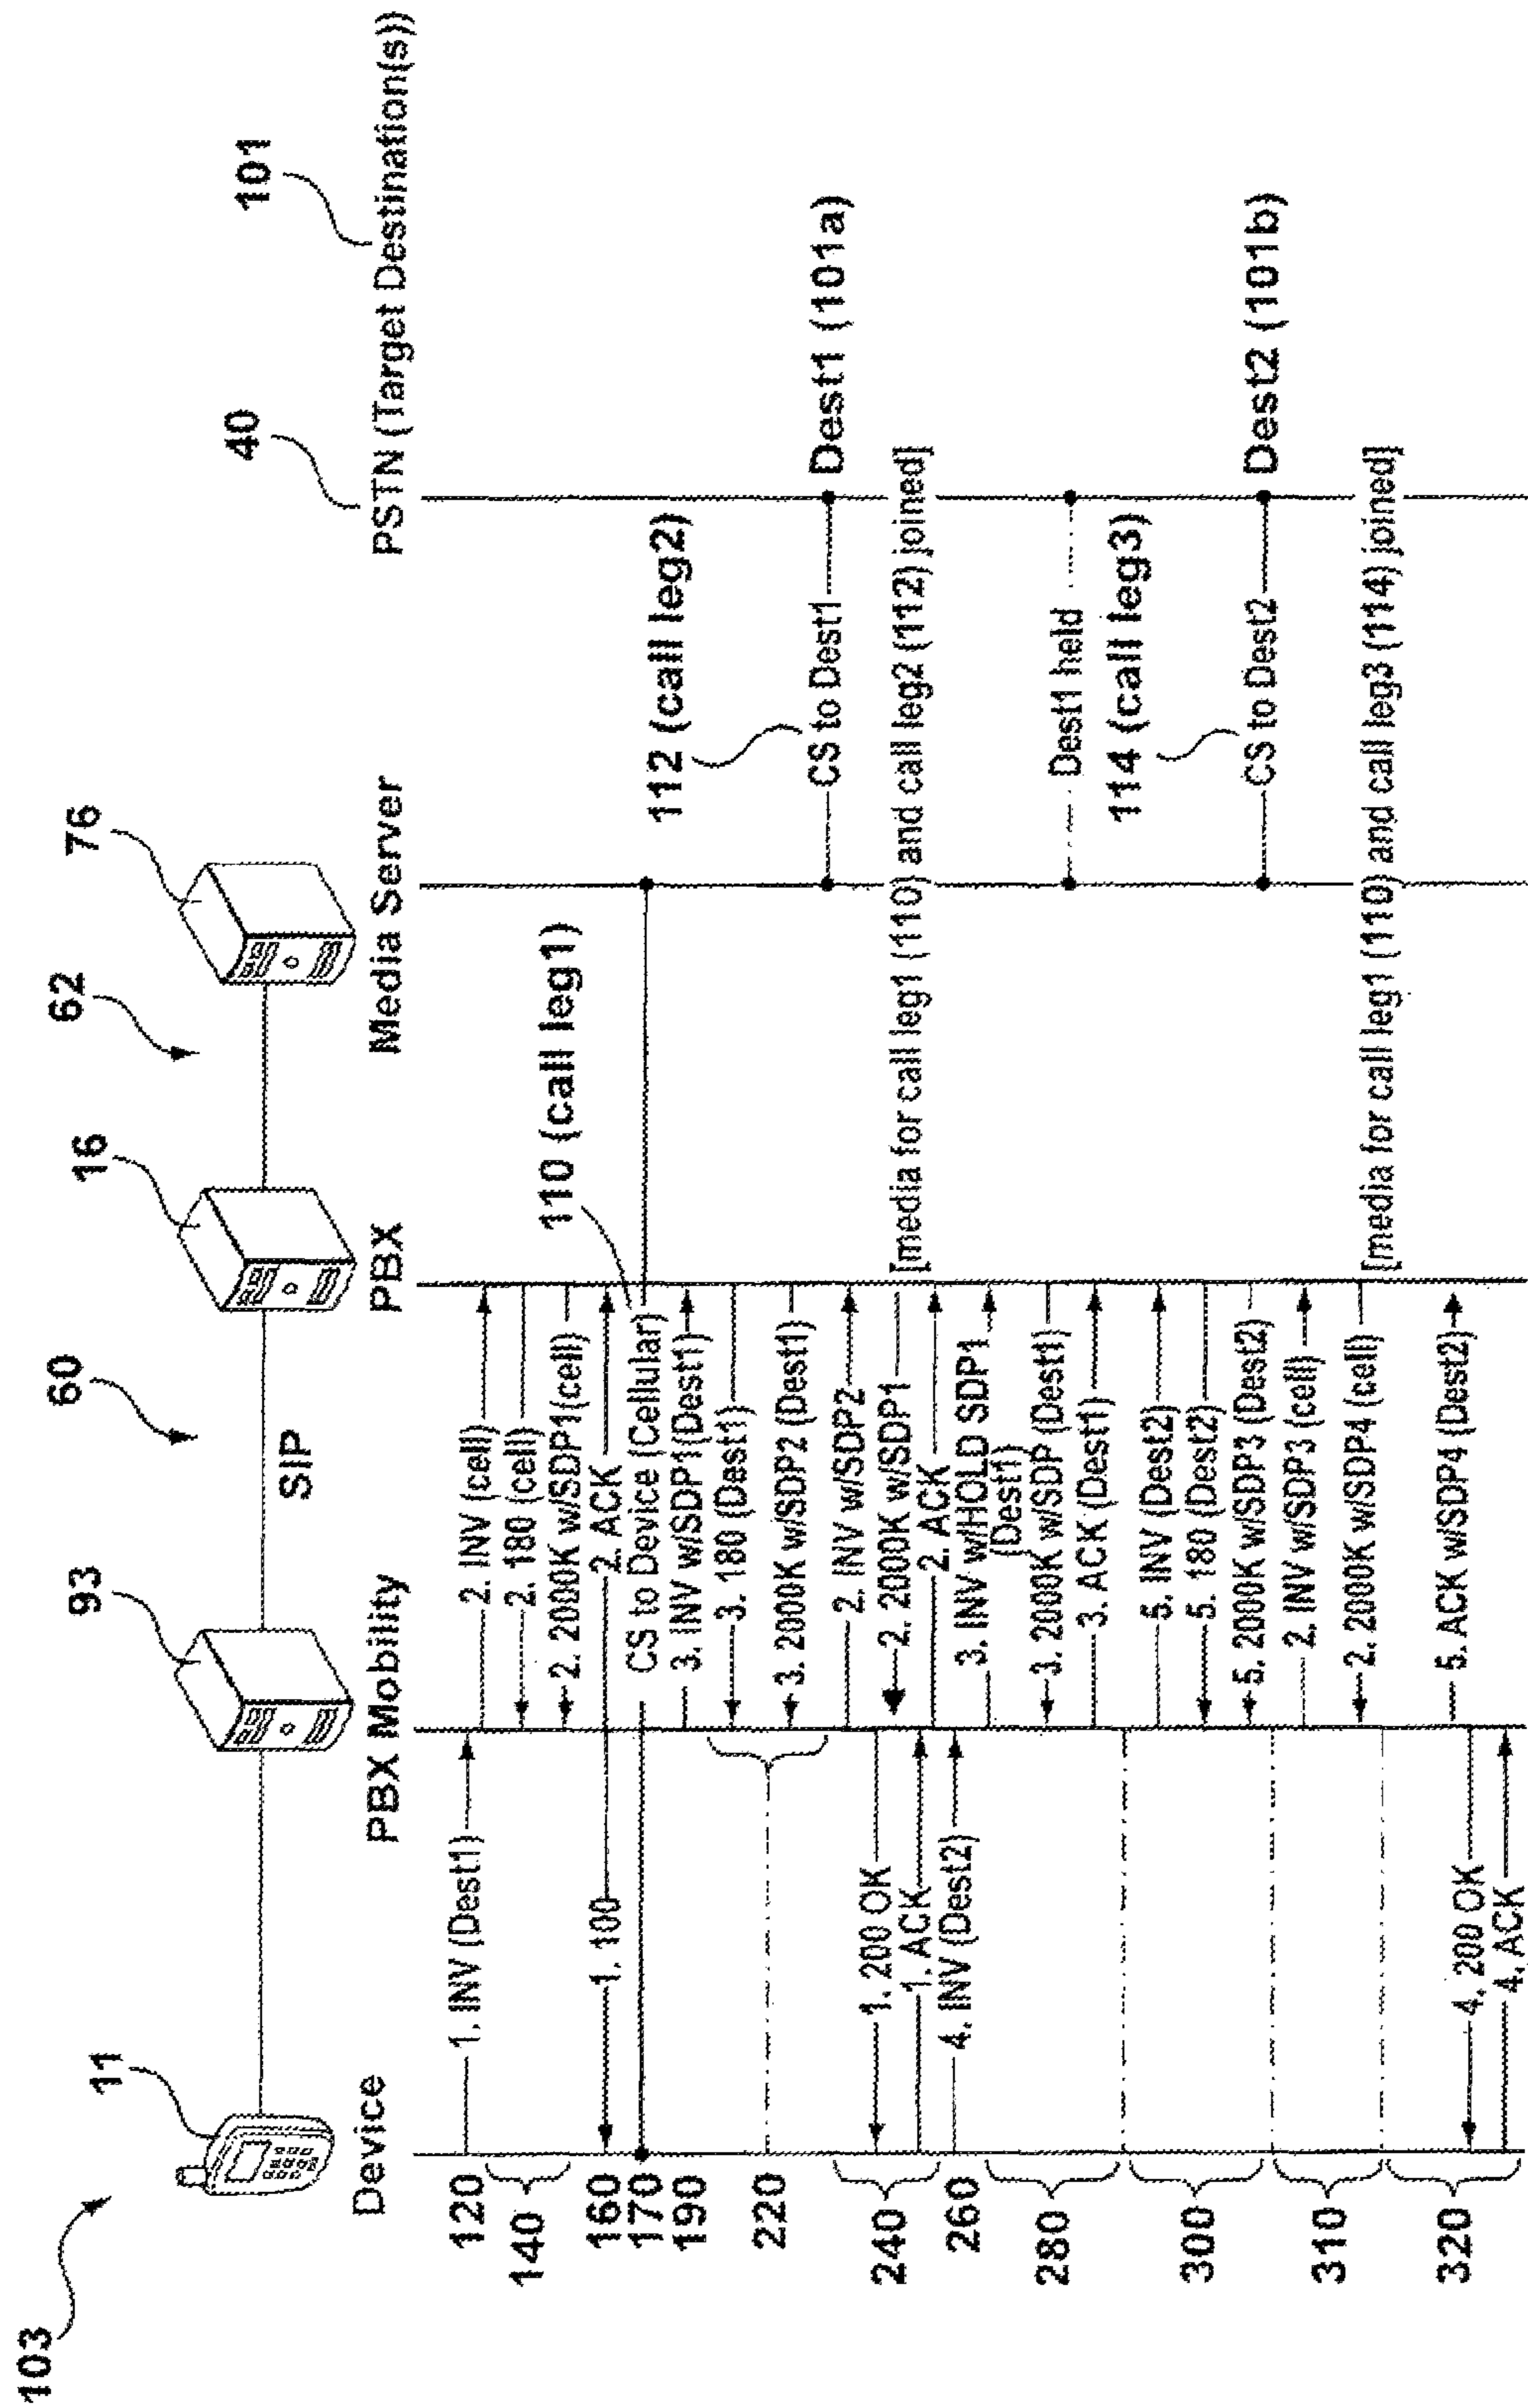 103
11
93
60
16
62
76
40
101
SIP
Device
PBX Mobility
PBX
Media Server
PSTN (Target Destination(s))
120
1. INV (Dest1)
2. INV (cell)
140
2. 180 (cell)
2. 2000K w/SDP1(cell)
160
1. 100
2. ACK
110 (call leg1)
170
CS to Device (Cellular)
190
3. INV w/SDP1(Dest1)
220
3. 180 (Dest1)
3. 2000K w/SDP2 (Dest1)
112 (call leg2)
CS to Dest1
Dest1 (101a)
240
2. INV w/SDP2
1. 200 OK
2. 2000K w/SDP1
[media for call leg1 (110) and call leg2 (112) joined]
1. ACK
2. ACK
260
4. INV (Dest2)
280
3. INV w/HOLD SDP1
(Dest1)
3. 2000K w/SDP (Dest1)
Dest1 held
3. ACK (Dest1)
300
5. INV (Dest2)
114 (call leg3)
5. 180 (Dest2)
5. 2000K w/SDP3 (Dest2)
CS to Dest2
Dest2 (101b)
310
2. INV w/SDP3 (cell)
2. 2000K w/SDP4 (cell)
[media for call leg1 (110) and call leg3 (114) joined]
320
5. ACK w/SDP4 (Dest2)
4. 200 OK
4. ACK